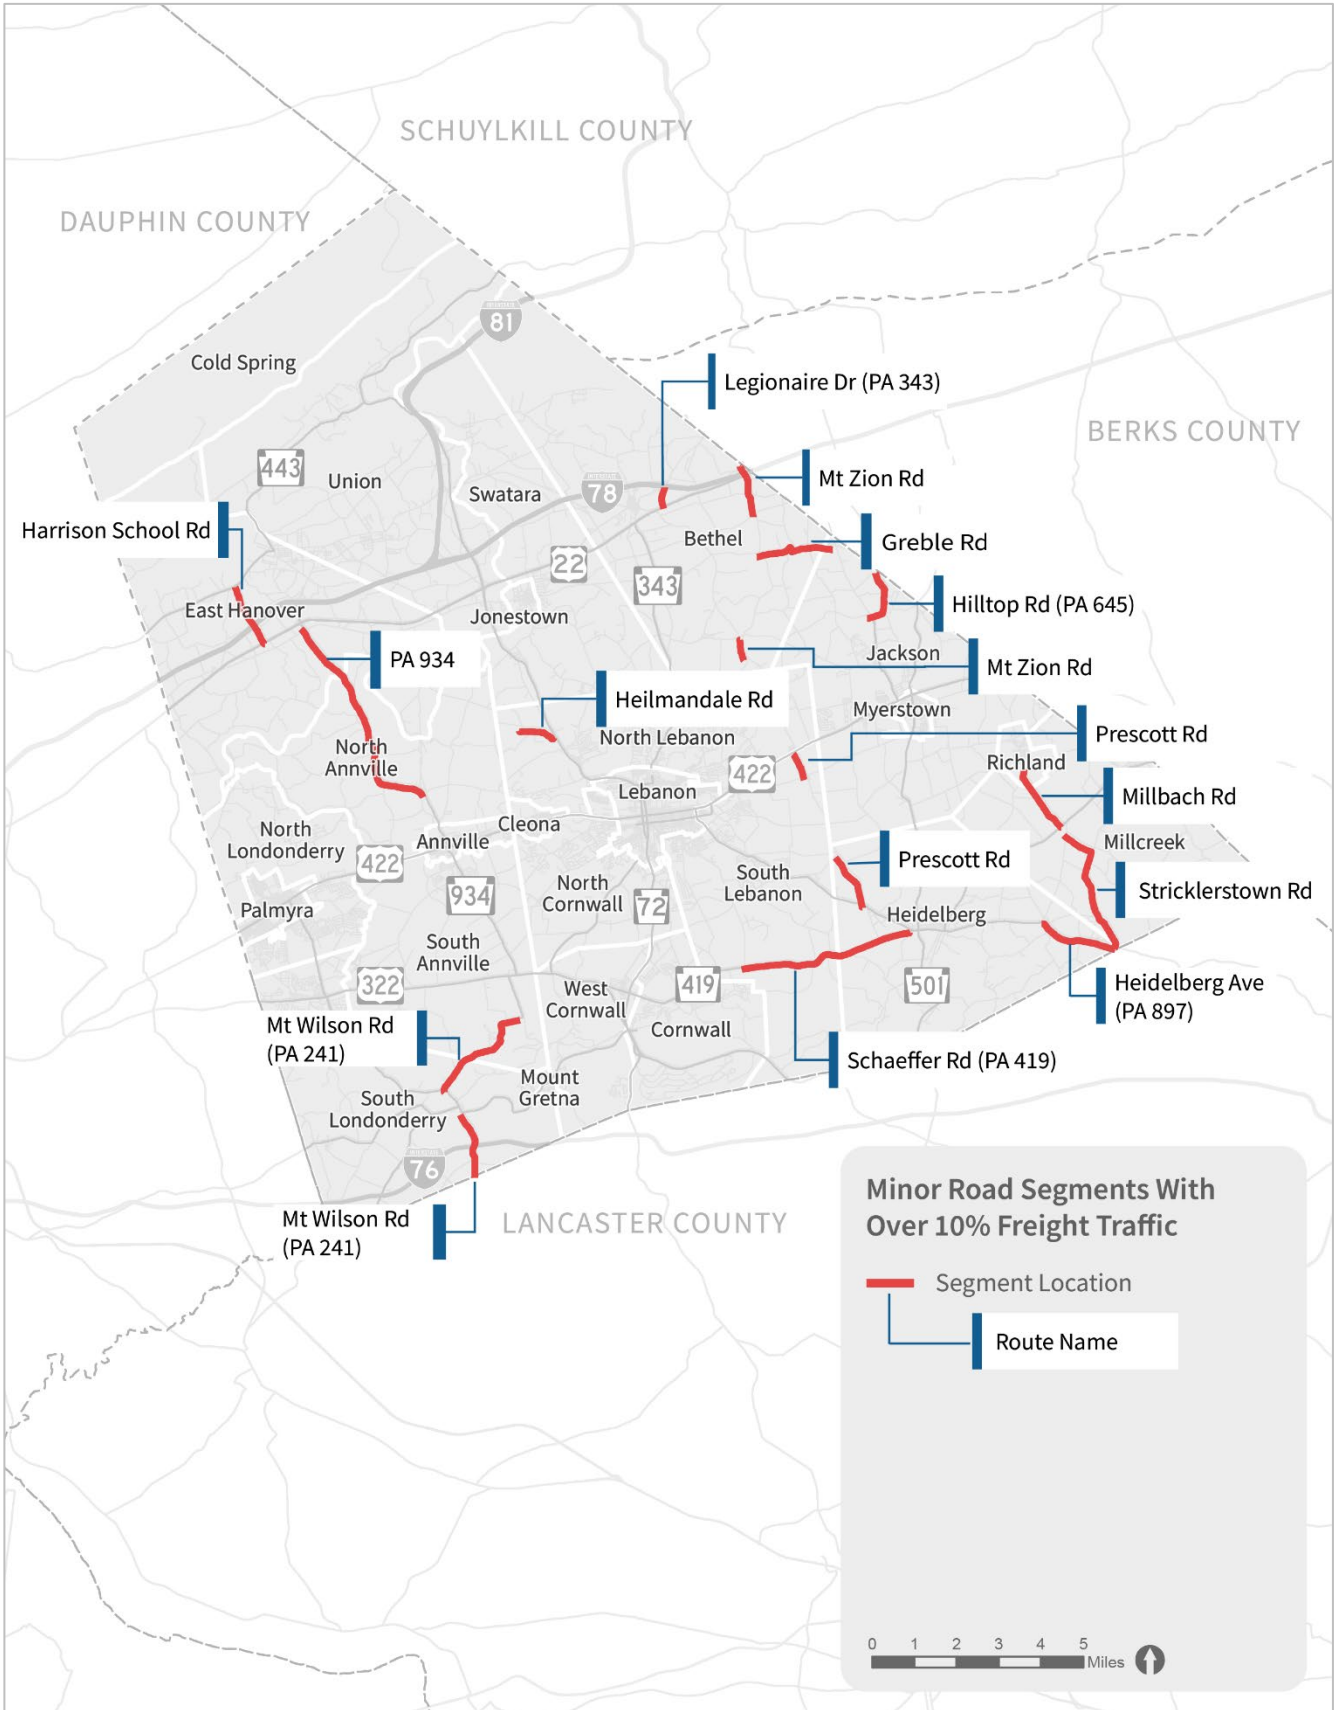 SCHUYLKILL COUNTY
DAUPHIN COUNTY
INTERSTATE
81
Cold Spring
Legionaire Dr (PA 343)
BERKS COUNTY
443
Union
Swatara
78
Mt Zion Rd
Harrison School Rd
Bethel
Greble Rd
22
343
East Hanover
Jonestown
Hilltop Rd (PA 645)
PA 934
Jackson
Mt Zion Rd
Heilmandale Rd
Myerstown
North Lebanon
Prescott Rd
North
Annville
Richland
422
Lebanon
Millbach Rd
Cleona
North
Londonderry
Annville
Millcreek
422
Prescott Rd
South
Lebanon
934
North
Cornwall
72
Stricklerstown Rd
Palmyra
Heidelberg
South
Annville
322
419
501
West
Cornwall
Heidelberg Ave
(PA 897)
Mt Wilson Rd
(PA 241)
Cornwall
Schaeffer Rd (PA 419)
Mount
Gretna
South
Londonderry
76
Mt Wilson Rd
(PA 241)
LANCASTER COUNTY
Minor Road Segments With
Over 10% Freight Traffic
Segment Location
Route Name
0 1 2 3 4 5
Miles